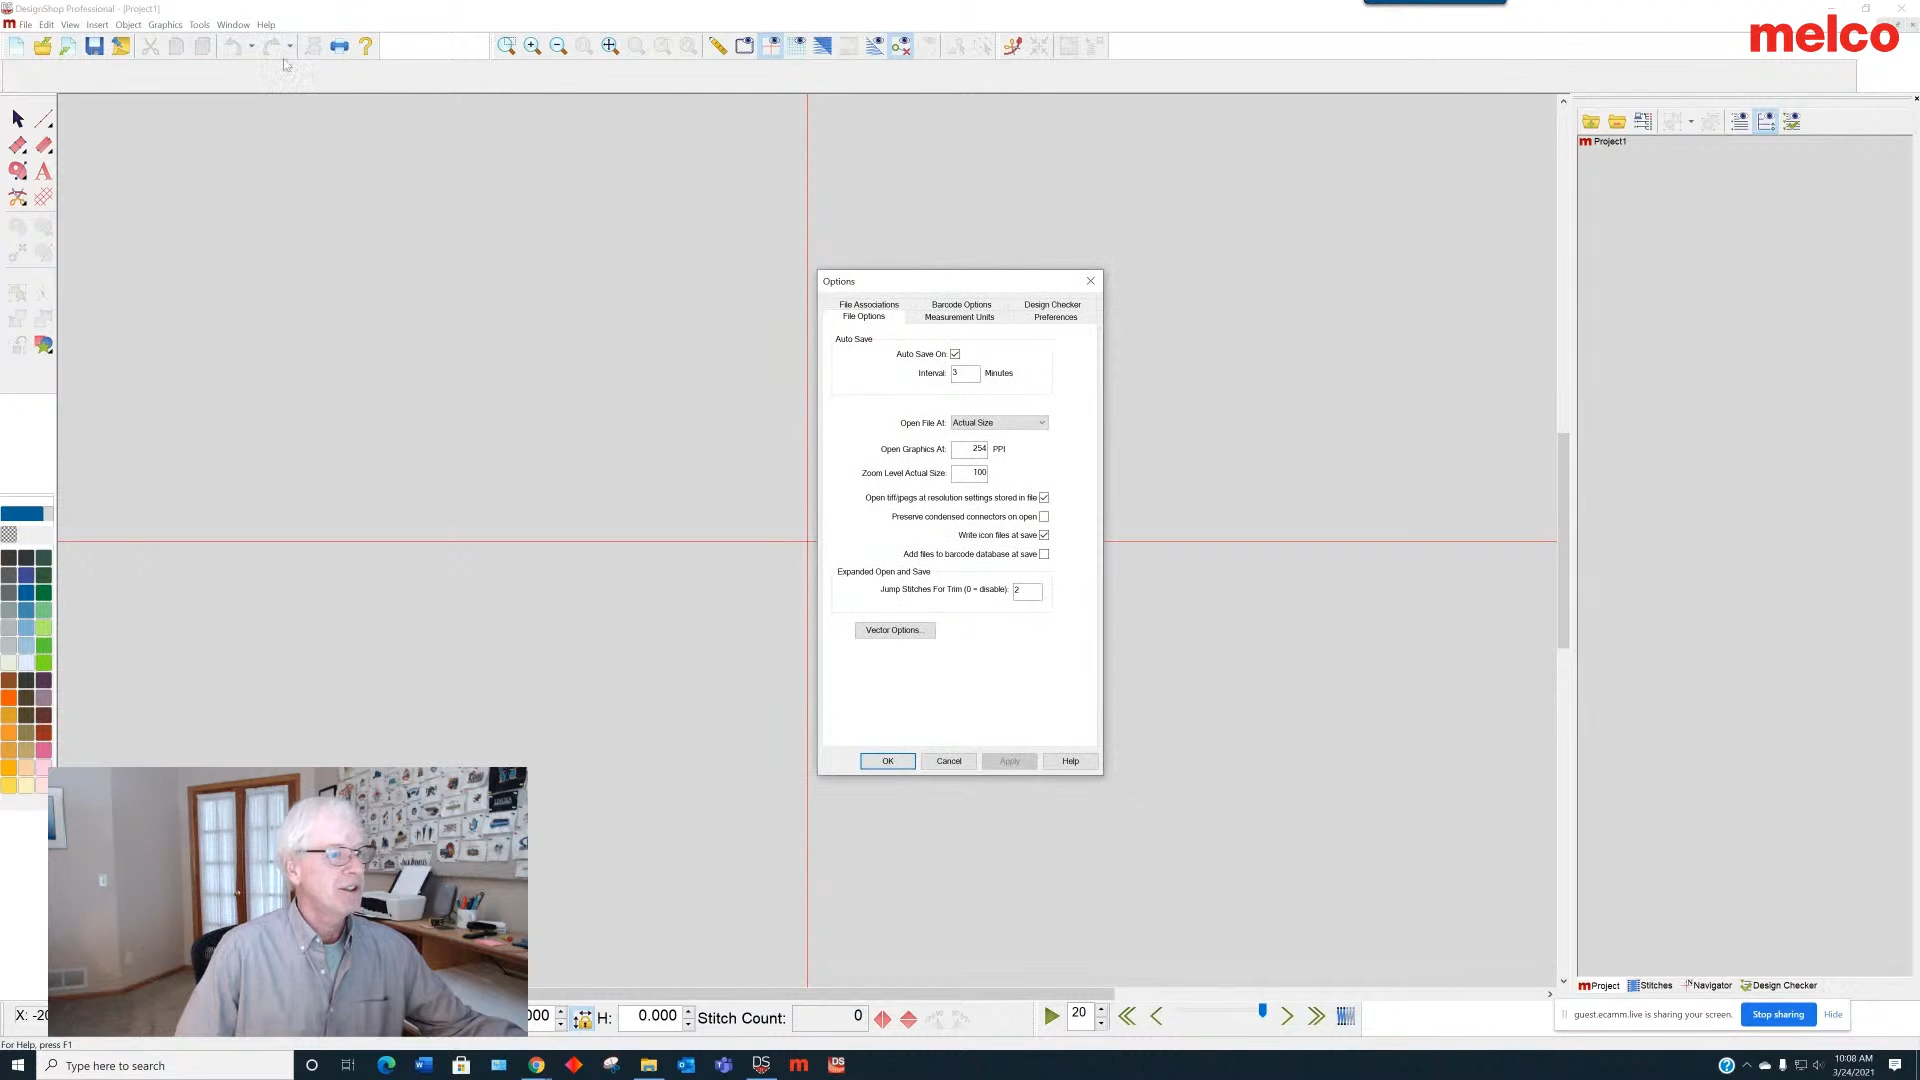 DesignShop Professional - [Project1]
File Edit View Insert Object Graphics Tools Window Help
melco
Project1
Options
File Associations Barcode Options Design Checker
File Options Measurement Units Preferences
Auto Save
Auto Save On:
Interval: 3 Minutes
Open File At: Actual Size
Open Graphics At: 254 PPI
Zoom Level Actual Size: 100
Open tiff/jpegs at resolution settings stored in file
Preserve condensed connectors on open
Write icon files at save
Add files to barcode database at save
Expanded Open and Save
Jump Stitches For Trim (0 = disable): 2
Vector Options...
OK Cancel Apply Help
Project Stitches Navigator Design Checker
X: -20 000 H: 0.000 Stitch Count: 0 20
guest.ecamm.live is sharing your screen. Stop sharing Hide
For Help, press F1
Type here to search
10:08 AM
3/24/2021